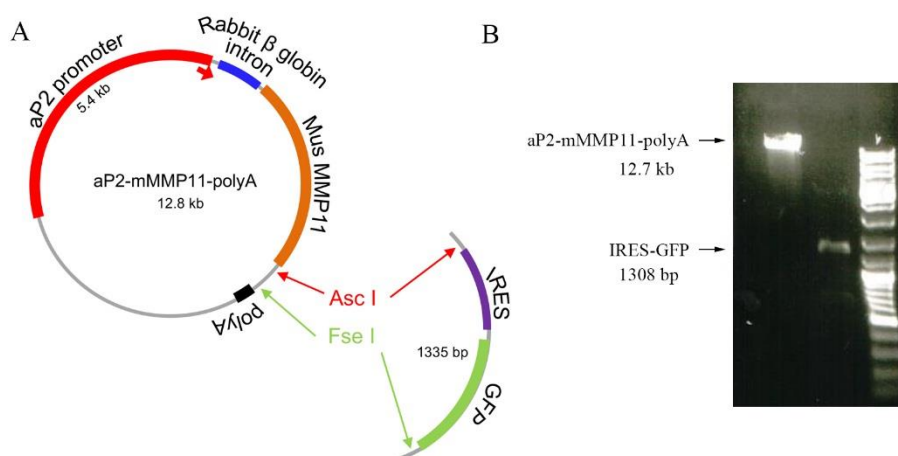 A
aP2 promoter
5.4 kb
Rabbit β globin
intron
Mus MMP11
aP2-mMMP11-polyA
12.8 kb
polyA
Asc I
Fse I
IRES
1335 bp
GFP
B
aP2-mMMP11-polyA
12.7 kb
IRES-GFP
1308 bp